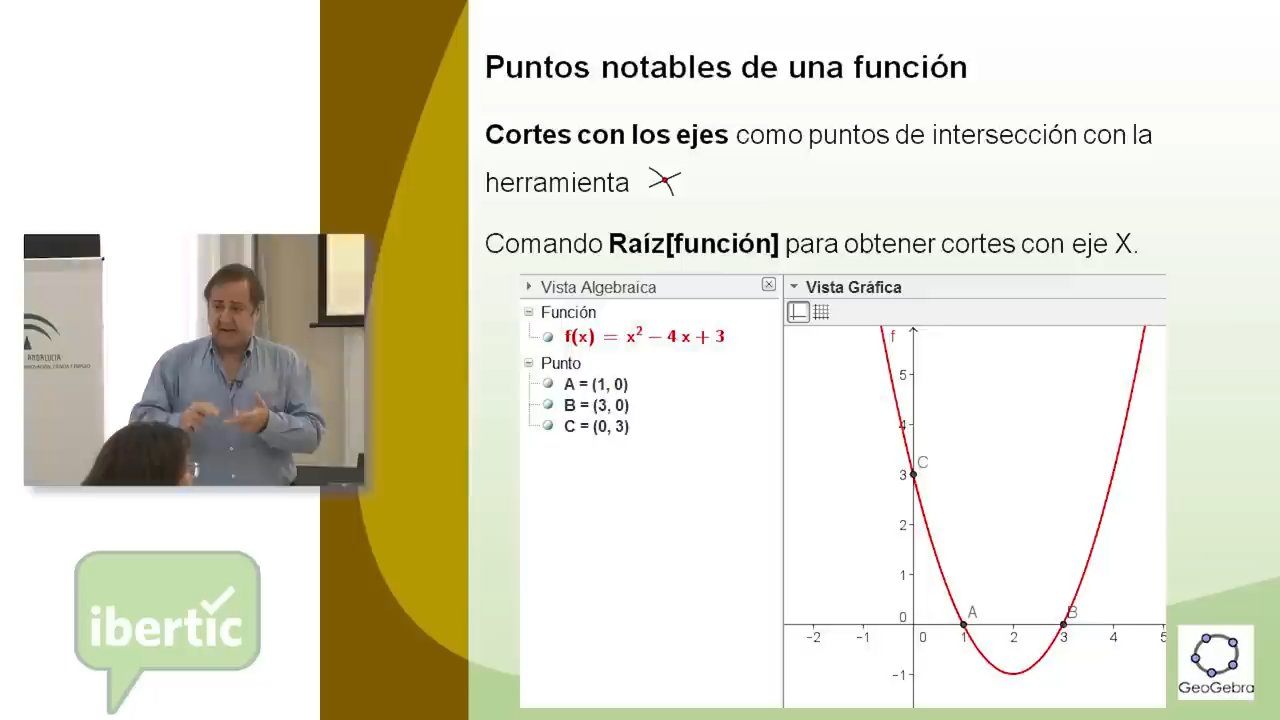 Puntos notables de una función
Cortes con los ejes como puntos de intersección con la
herramienta
Comando Raíz[función] para obtener cortes con eje X.
Vista Algebraica
Función
f(x) = x² − 4 x + 3
Punto
A = (1, 0)
B = (3, 0)
C = (0, 3)
Vista Gráfica
f
5
4
C
3
2
1
A
B
0
-2 -1 0 1 2 3 4 5
-1
ANDALUCIA
ibertic
GeoGebra